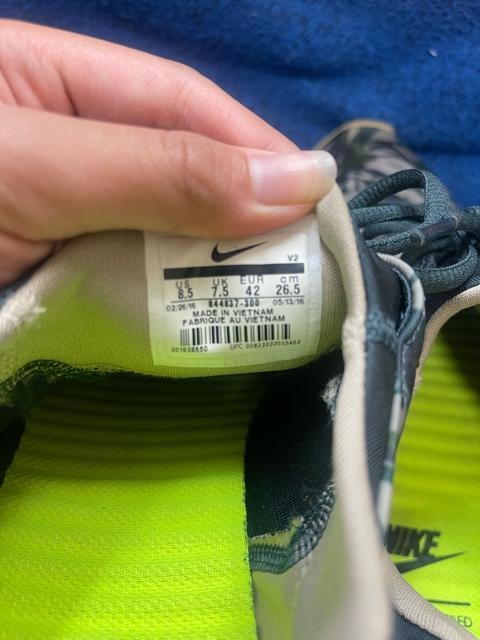 V2
US UK EUR cm
8.5 7.5 42 26.5
02/26/16 844837-300 05/13/16
MADE IN VIETNAM
FABRIQUE AU VIETNAM
UPC
NIKE